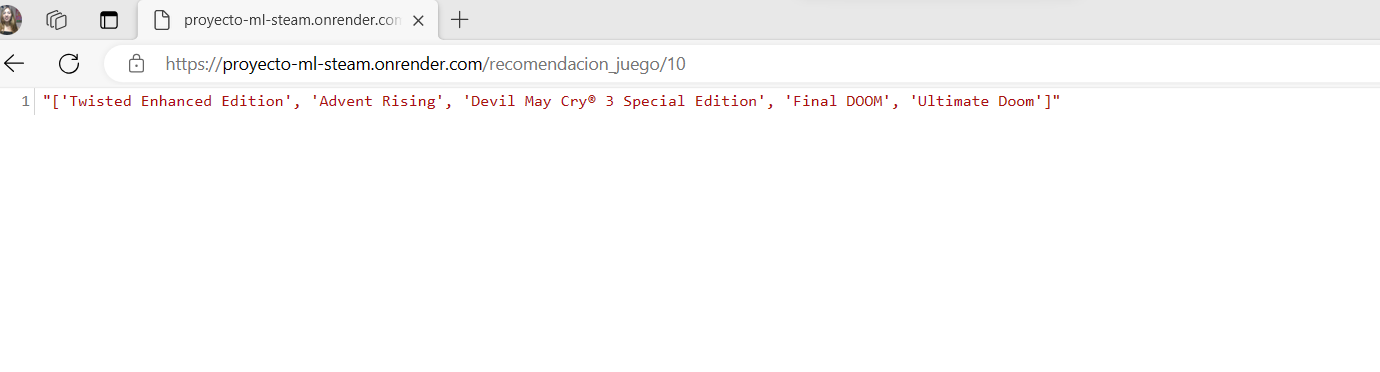 proyecto-ml-steam.onrender.com
https://proyecto-ml-steam.onrender.com/recomendacion_juego/10
1 "['Twisted Enhanced Edition', 'Advent Rising', 'Devil May Cry® 3 Special Edition', 'Final DOOM', 'Ultimate Doom']"